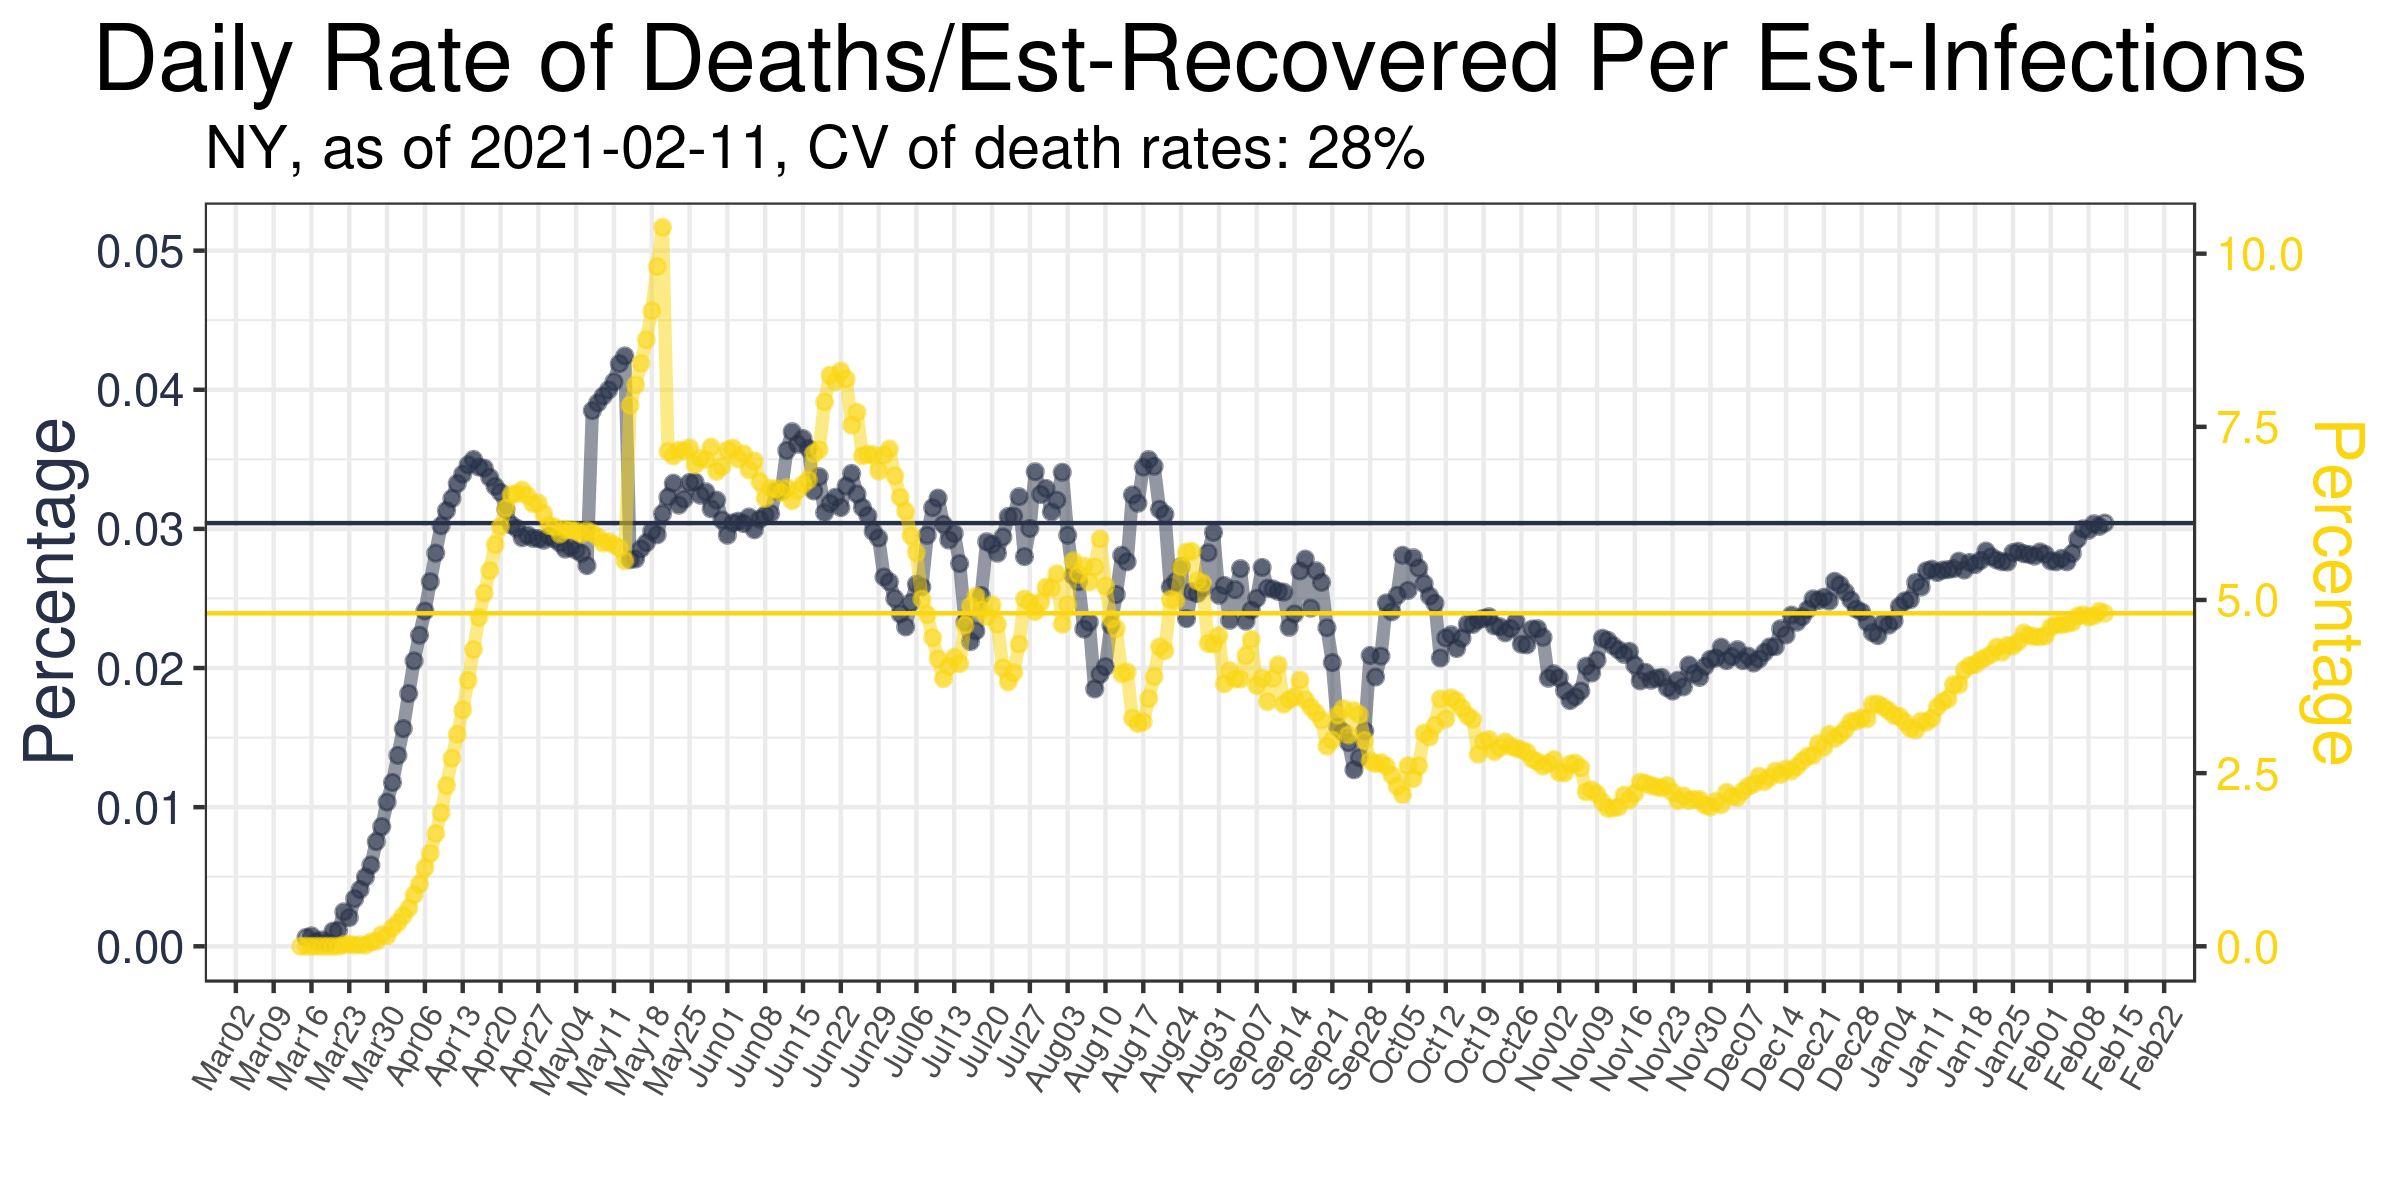 Daily Rate of Deaths/Est-Recovered Per Est-Infections
NY, as of 2021-02-11, CV of death rates: 28%
Percentage
0.05
0.04
0.03
0.02
0.01
0.00
10.0
7.5
5.0
2.5
0.0
Percentage
Mar02
Mar09
Mar16
Mar23
Mar30
Apr06
Apr13
Apr20
Apr27
May04
May11
May18
May25
Jun01
Jun08
Jun15
Jun22
Jun29
Jul06
Jul13
Jul20
Jul27
Aug03
Aug10
Aug17
Aug24
Aug31
Sep07
Sep14
Sep21
Sep28
Oct05
Oct12
Oct19
Oct26
Nov02
Nov09
Nov16
Nov23
Nov30
Dec07
Dec14
Dec21
Dec28
Jan04
Jan11
Jan18
Jan25
Feb01
Feb08
Feb15
Feb22